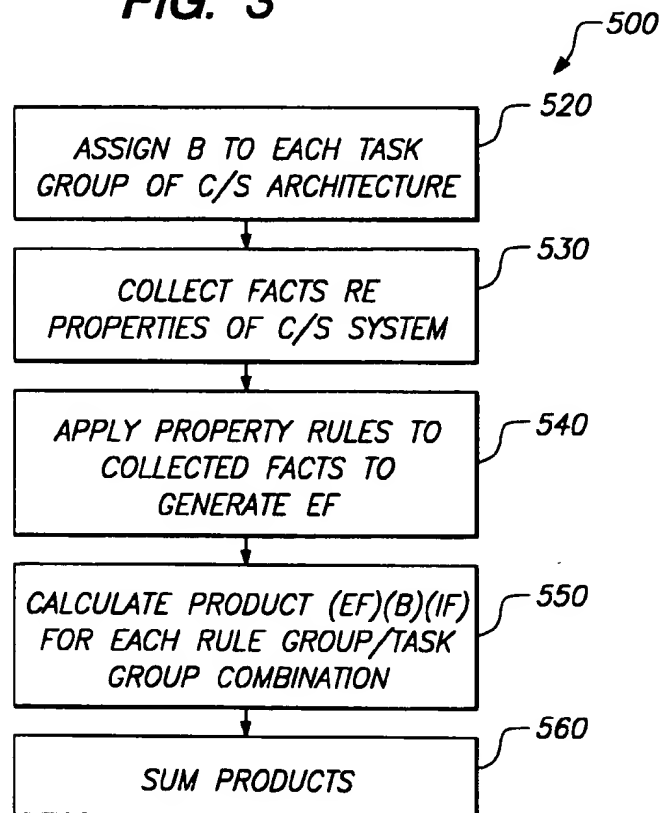 FIG. 3
500
520
ASSIGN B TO EACH TASK
GROUP OF C/S ARCHITECTURE
530
COLLECT FACTS RE
PROPERTIES OF C/S SYSTEM
540
APPLY PROPERTY RULES TO
COLLECTED FACTS TO
GENERATE EF
550
CALCULATE PRODUCT (EF)(B)(IF)
FOR EACH RULE GROUP/TASK
GROUP COMBINATION
560
SUM PRODUCTS